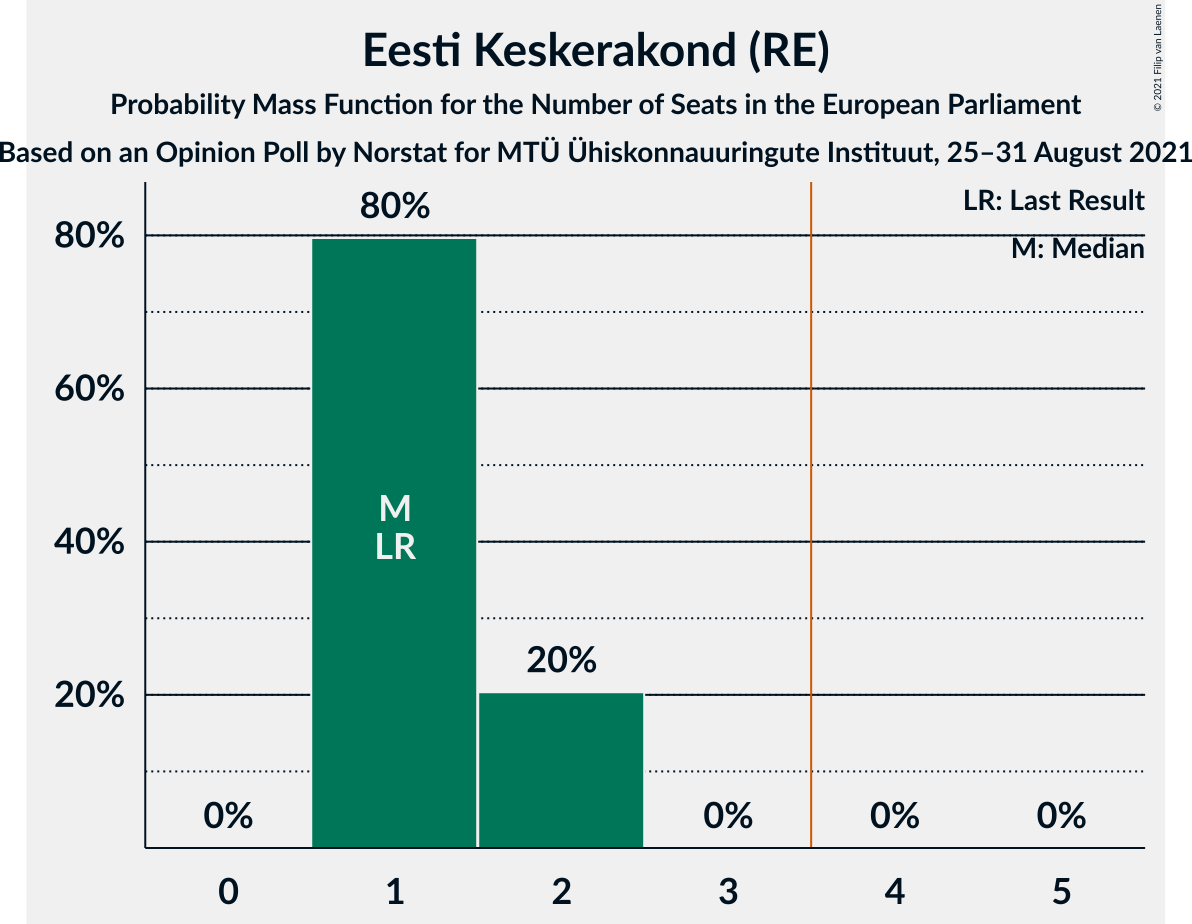 Eesti Keskerakond (RE)
Probability Mass Function for the Number of Seats in the European Parliament
Based on an Opinion Poll by Norstat for MTÜ Ühiskonnauuringute Instituut, 25–31 August 2021
© 2021 Filip van Laenen
LR: Last Result
M: Median
80%
60%
40%
20%
0%
80%
M
LR
20%
0%
0%
0%
0
1
2
3
4
5